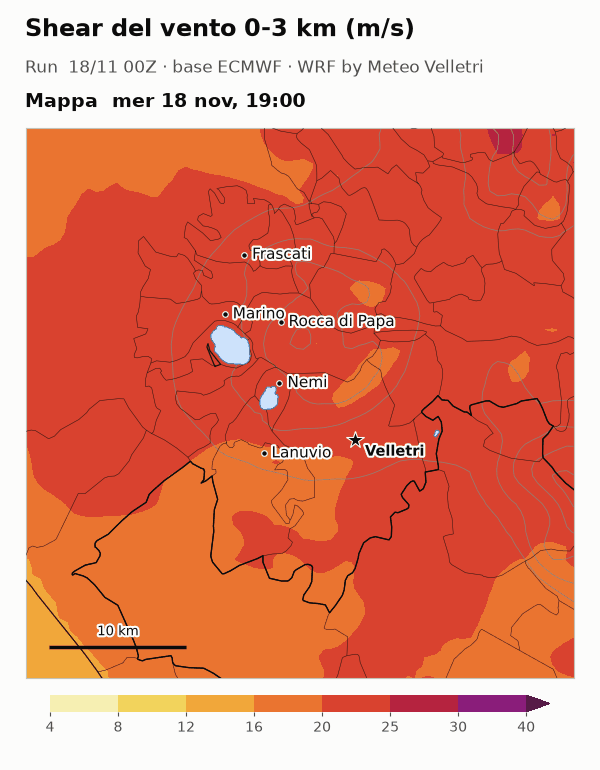 Shear del vento 0-3 km (m/s)
Run  18/11 00Z · base ECMWF · WRF by Meteo Velletri
Mappa  mer 18 nov, 19:00
Frascati
Marino
Rocca di Papa
Nemi
Velletri
Lanuvio
10 km
4 8 12 16 20 25 30 40